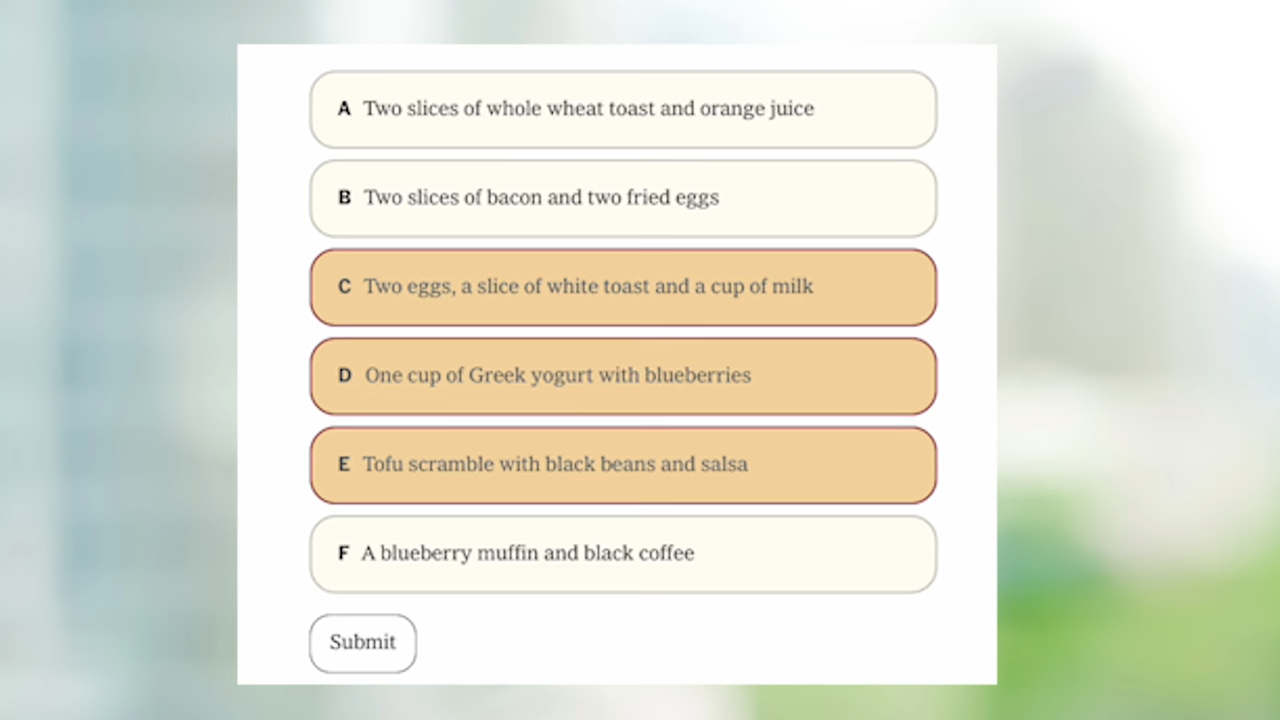 A Two slices of whole wheat toast and orange juice
B Two slices of bacon and two fried eggs
C Two eggs, a slice of white toast and a cup of milk
D One cup of Greek yogurt with blueberries
E Tofu scramble with black beans and salsa
F A blueberry muffin and black coffee
Submit